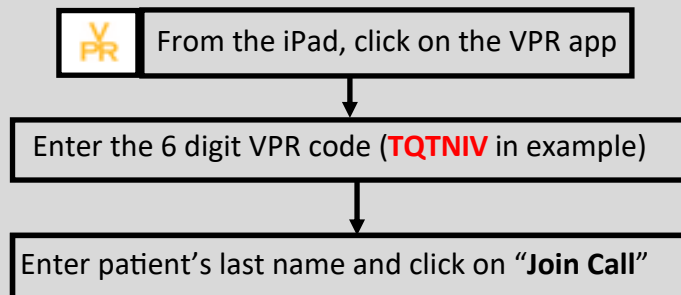 V
PR
From the iPad, click on the VPR app
Enter the 6 digit VPR code (TQTNIV in example)
Enter patient's last name and click on “Join Call”